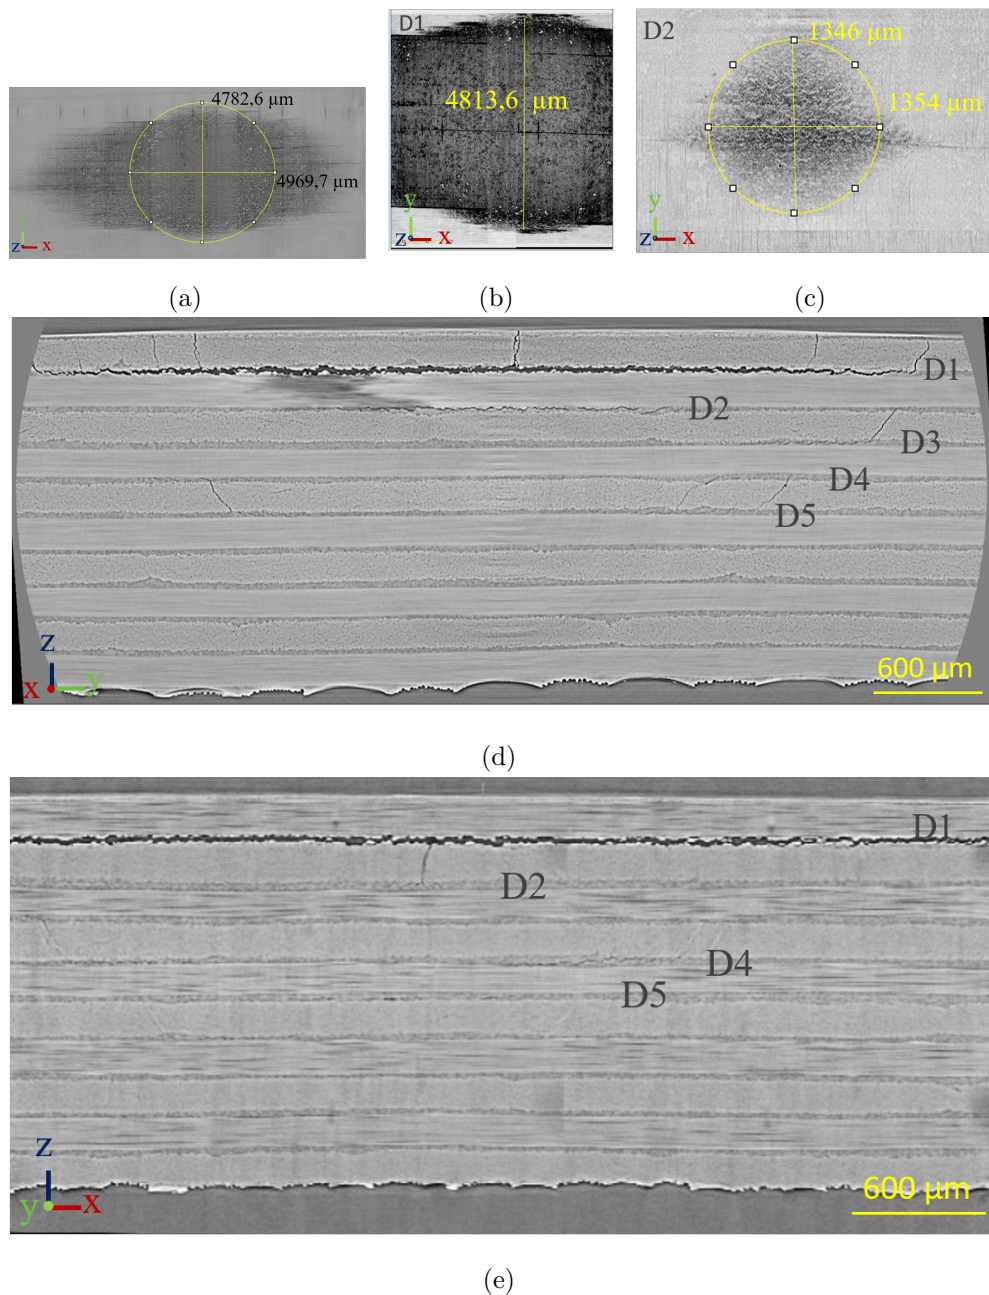 4782,6 µm
4969,7 µm
y
z x
(a)
D1
4813,6 µm
y
z x
(b)
D2
1346 µm
1354 µm
y
z x
(c)
D1
D2
D3
D4
D5
z
x y
600 µm
(d)
D1
D2
D4
D5
z
y x
600 µm
(e)